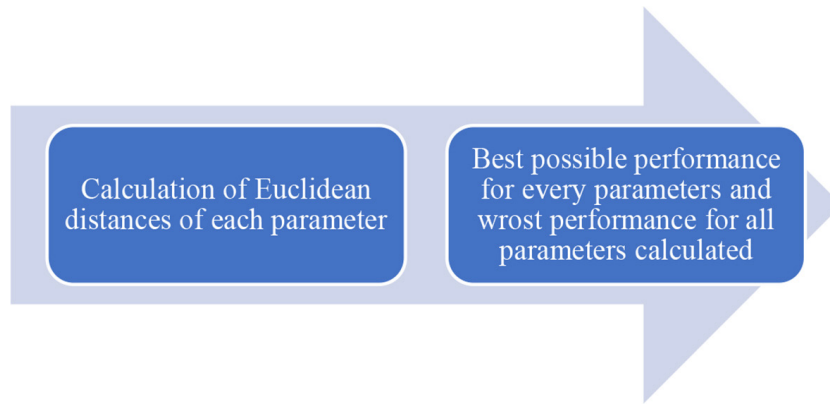 Calculation of Euclidean
distances of each parameter
Best possible performance
for every parameters and
wrost performance for all
parameters calculated